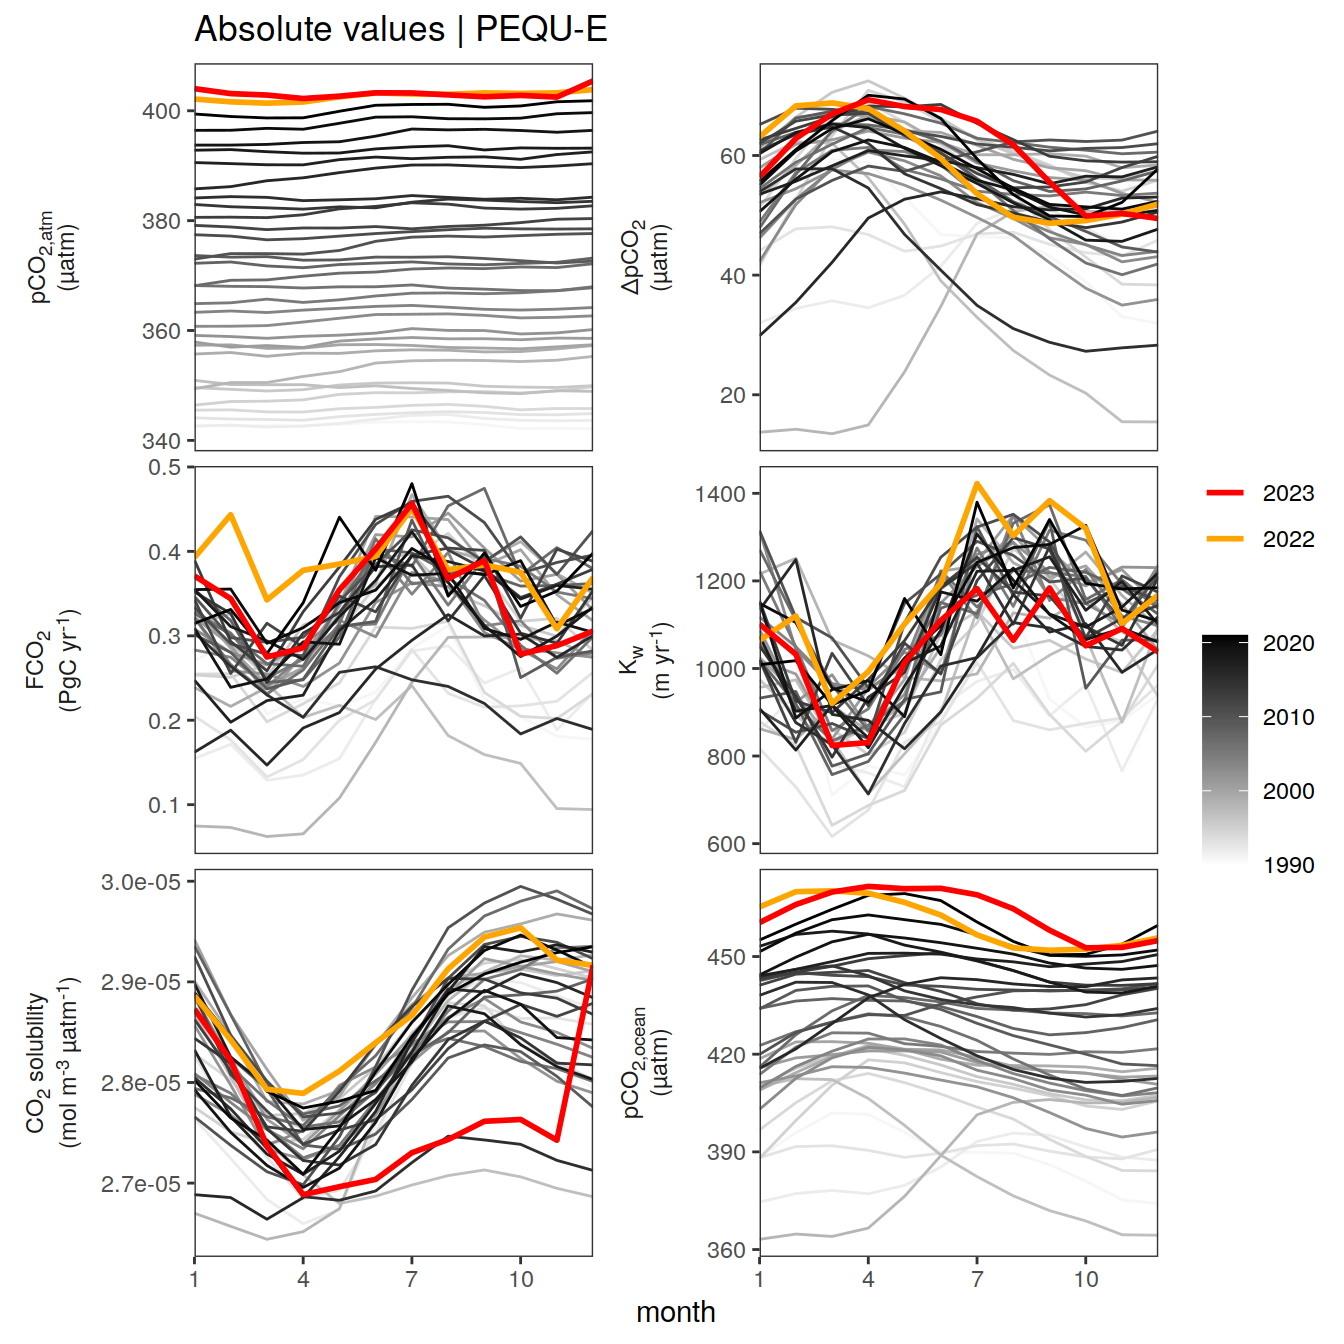 Absolute values | PEQU-E
pCO2,atm
(µatm)
400
380
360
340
ΔpCO2
(µatm)
60
40
20
FCO2
(PgC yr-1)
0.5
0.4
0.3
0.2
0.1
Kw
(m yr-1)
1400
1200
1000
800
600
CO2 solubility
(mol m-3 µatm-1)
3.0e-05
2.9e-05
2.8e-05
2.7e-05
pCO2,ocean
(µatm)
450
420
390
360
1 4 7 10
1 4 7 10
month
2023
2022
2020
2010
2000
1990